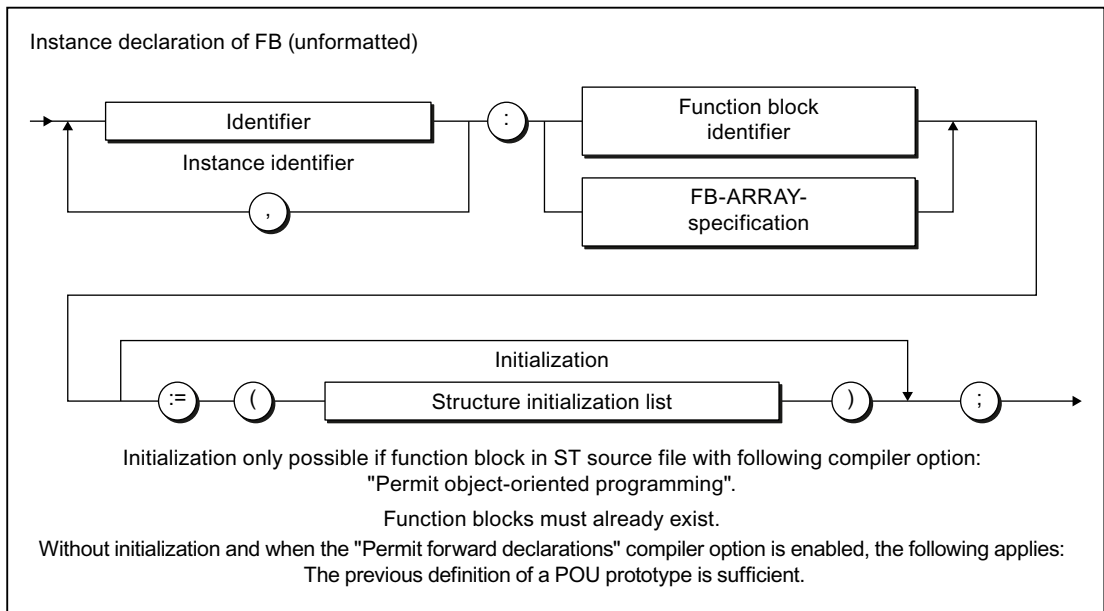 Instance declaration of FB (unformatted)
Identifier
:
Function block
identifier
Instance identifier
,
FB-ARRAY-
specification
Initialization
:=
(
Structure initialization list
)
;
Initialization only possible if function block in ST source file with following compiler option:
"Permit object-oriented programming".
Function blocks must already exist.
Without initialization and when the "Permit forward declarations" compiler option is enabled, the following applies:
The previous definition of a POU prototype is sufficient.